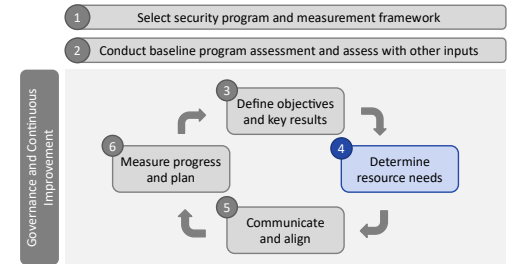 1 Select security program and measurement framework
2 Conduct baseline program assessment and assess with other inputs
Governance and Continuous
Improvement
3
Define objectives
and key results
4
Determine
resource needs
5
Communicate
and align
6
Measure progress
and plan